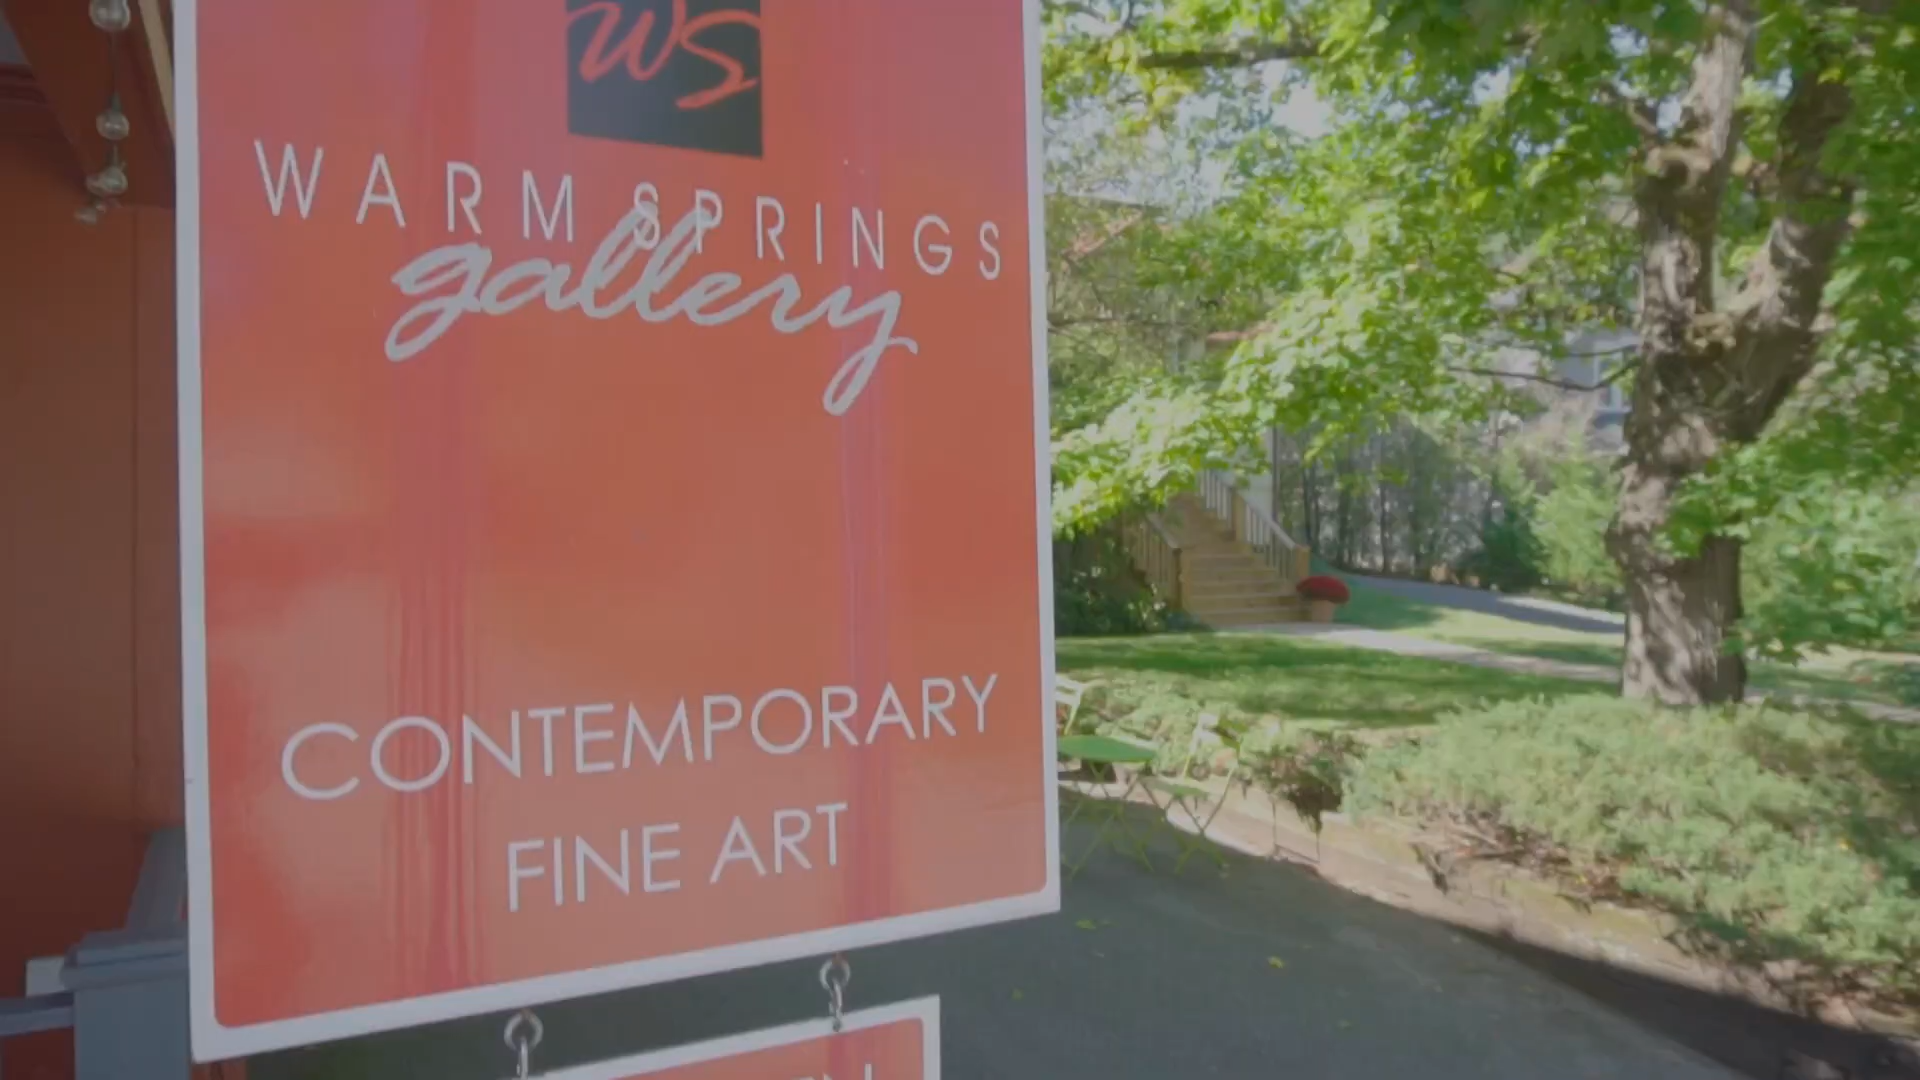 WS
WARM SPRINGS
gallery
CONTEMPORARY
FINE ART